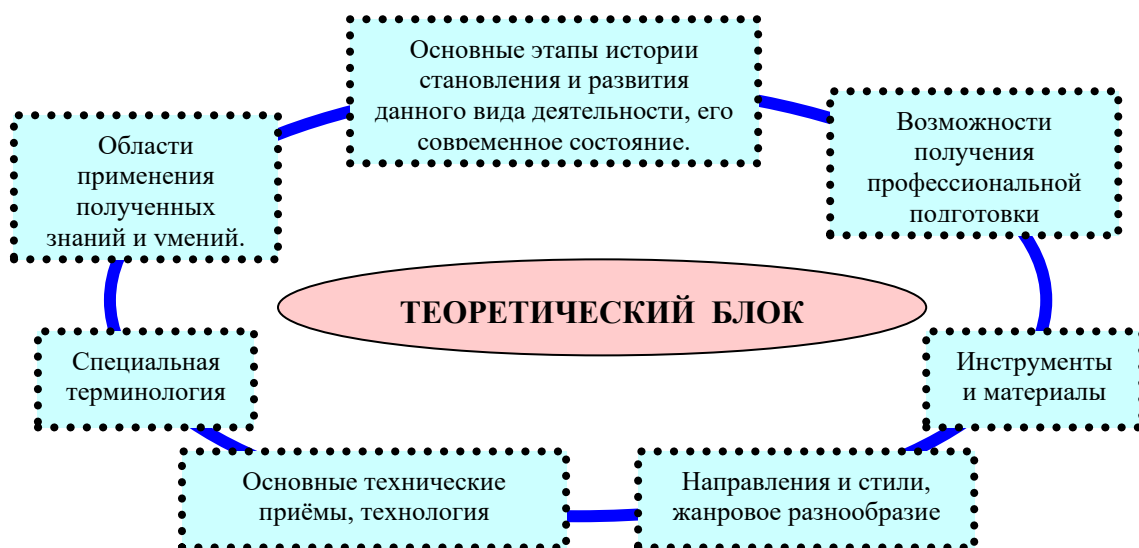 Основные этапы истории
становления и развития
данного вида деятельности, его
современное состояние.
Области
применения
полученных
знаний и умений.
Возможности
получения
профессиональной
подготовки
ТЕОРЕТИЧЕСКИЙ БЛОК
Специальная
терминология
Инструменты
и материалы
Основные технические
приёмы, технология
Направления и стили,
жанровое разнообразие